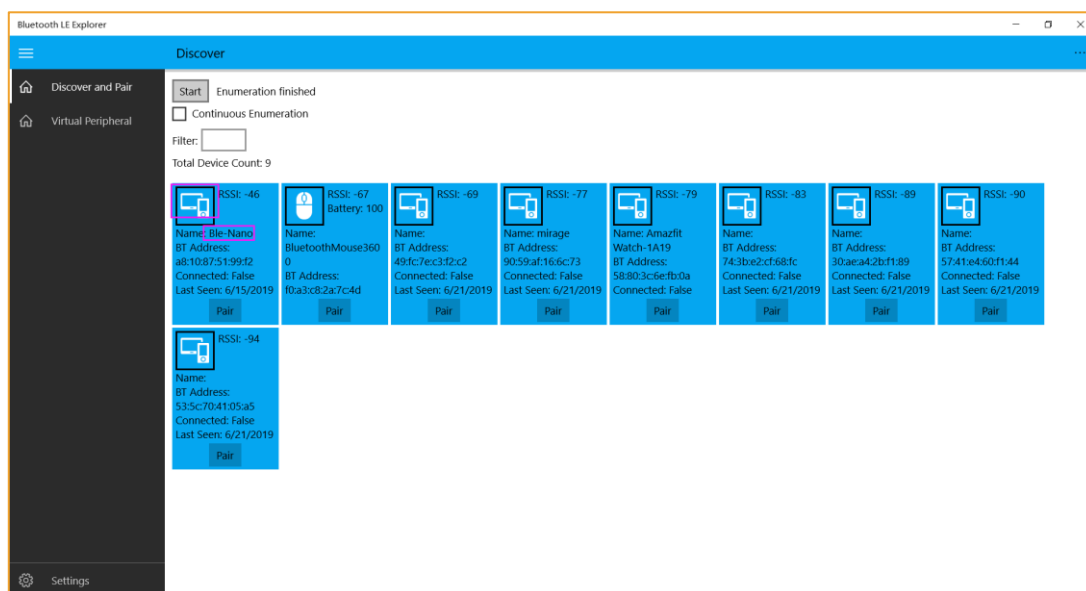 Bluetooth LE Explorer
Discover
Discover and Pair
Virtual Peripheral
Start Enumeration finished
Continuous Enumeration
Filter:
Total Device Count: 9
RSSI: -46
Name: Ble-Nano
BT Address:
a8:10:87:51:99:f2
Connected: False
Last Seen: 6/15/2019
Pair
RSSI: -67
Battery: 100
Name:
BluetoothMouse360
0
BT Address:
f0:a3:c8:2a:7c:4d
Pair
RSSI: -69
Name:
BT Address:
49:fc:7e:c3:f2:c2
Connected: False
Last Seen: 6/21/2019
Pair
RSSI: -77
Name: mirage
BT Address:
90:59:af:16:6c:73
Connected: False
Last Seen: 6/21/2019
Pair
RSSI: -79
Name: Amazfit
Watch-1A19
BT Address:
58:80:3c:6e:fb:0a
Connected: False
Pair
RSSI: -83
Name:
BT Address:
74:3b:e2:cf:68:fc
Connected: False
Last Seen: 6/21/2019
Pair
RSSI: -89
Name:
BT Address:
30:ae:a4:2b:f1:89
Connected: False
Last Seen: 6/21/2019
Pair
RSSI: -90
Name:
BT Address:
57:41:e4:60:f1:44
Connected: False
Last Seen: 6/21/2019
Pair
RSSI: -94
Name:
BT Address:
53:5c:70:41:05:a5
Connected: False
Last Seen: 6/21/2019
Pair
Settings